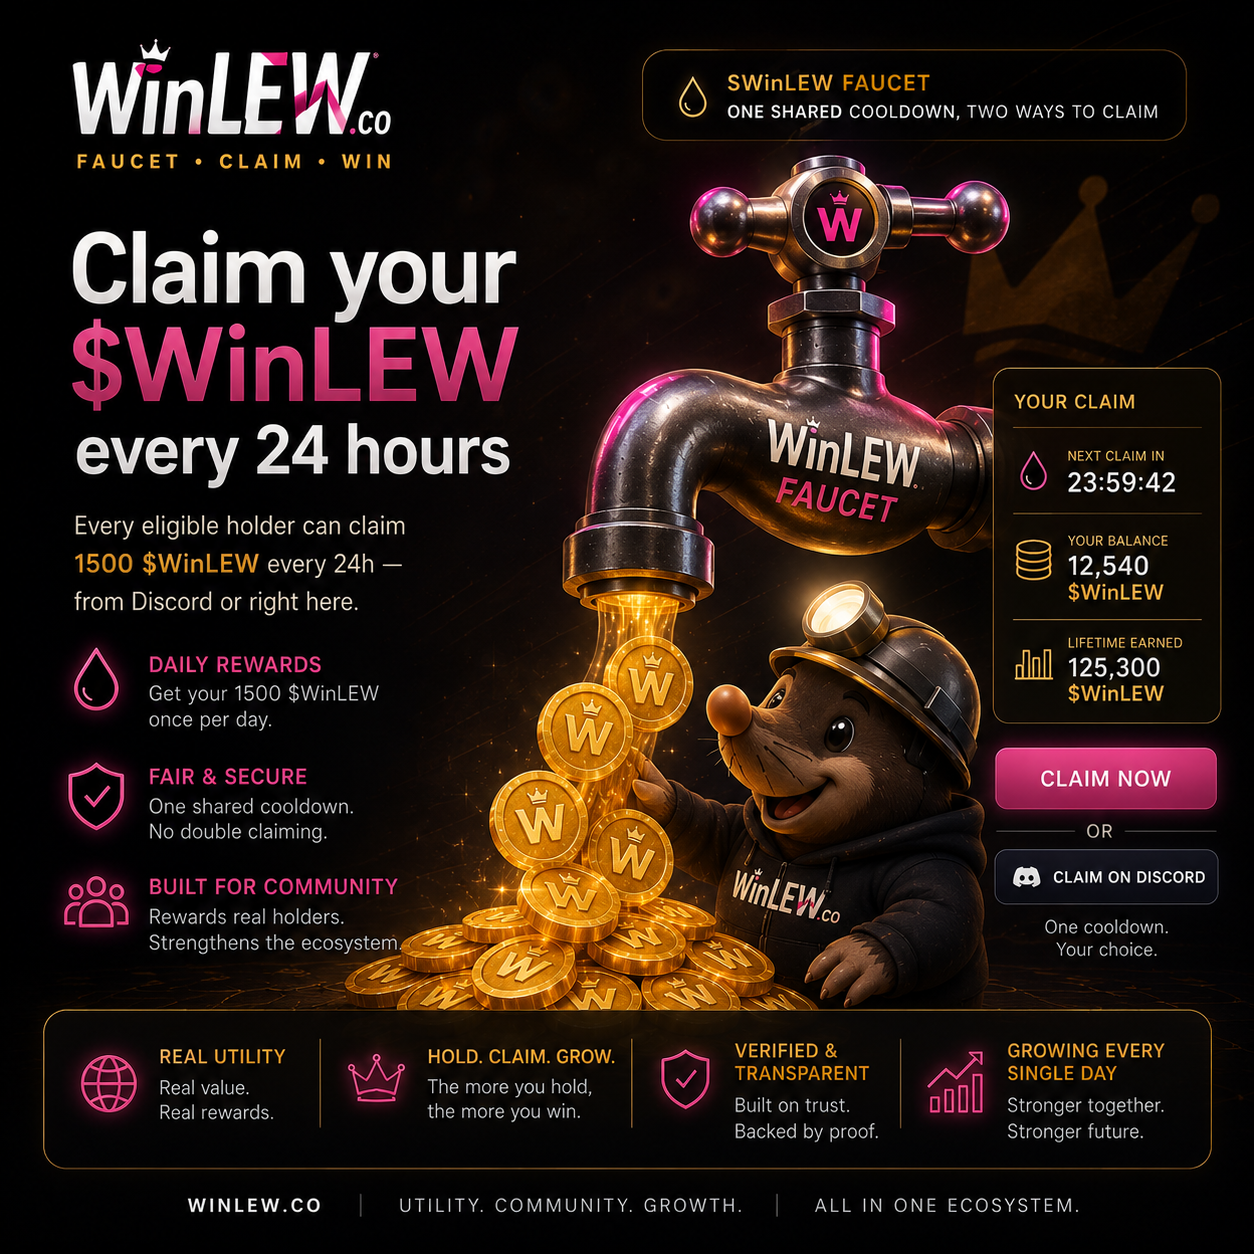 WinLEW.co
FAUCET • CLAIM • WIN
SWinLEW FAUCET
ONE SHARED COOLDOWN, TWO WAYS TO CLAIM
W
Claim your
$WinLEW
every 24 hours
Every eligible holder can claim
1500 $WinLEW every 24h —
from Discord or right here.
DAILY REWARDS
Get your 1500 $WinLEW
once per day.
FAIR & SECURE
One shared cooldown.
No double claiming.
BUILT FOR COMMUNITY
Rewards real holders.
Strengthens the ecosystem.
WinLEW
FAUCET
W
W
W
W
W
W
W
W
W
W
W
W
W
WinLEW.co
YOUR CLAIM
NEXT CLAIM IN
23:59:42
YOUR BALANCE
12,540
$WinLEW
LIFETIME EARNED
125,300
$WinLEW
CLAIM NOW
OR
CLAIM ON DISCORD
One cooldown.
Your choice.
REAL UTILITY
Real value.
Real rewards.
HOLD. CLAIM. GROW.
The more you hold,
the more you win.
VERIFIED &
TRANSPARENT
Built on trust.
Backed by proof.
GROWING EVERY
SINGLE DAY
Stronger together.
Stronger future.
WINLEW.CO | UTILITY. COMMUNITY. GROWTH. | ALL IN ONE ECOSYSTEM.